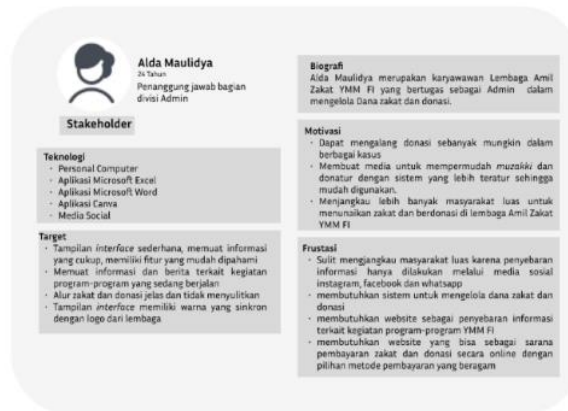 Alda Maulidya
24 Tahun
Penanggung jawab bagian
divisi Admin
Stakeholder
Teknologi
· Personal Computer
· Aplikasi Microsoft Excel
· Aplikasi Microsoft Word
· Aplikasi Canva
· Media Social
Target
· Tampilan interface sederhana, memuat informasi
yang cukup, memiliki fitur yang mudah dipahami
· Memuat informasi dan berita terkait kegiatan
program-program yang sedang berjalan
· Alur zakat dan donasi jelas dan tidak menyulitkan
· Tampilan interface memiliki warna yang sinkron
dengan logo dari lembaga
Biografi
Alda Maulidya merupakan karyawawan Lembaga Amil
Zakat YMM FI yang bertugas sebagai Admin dalam
mengelola Dana zakat dan donasi.
Motivasi
· Dapat mengalang donasi sebanyak mungkin dalam
berbagai kasus
· Membuat media untuk mempermudah muzakki dan
donatur dengan sistem yang lebih teratur sehingga
mudah digunakan.
· Menjangkau lebih banyak masyarakat luas untuk
menunaikan zakat dan berdonasi di lembaga Amil Zakat
YMM FI
Frustasi
· Sulit mengjangkau masyarakat luas karena penyebaran
informasi hanya dilakukan melalui media sosial
instagram, facebook dan whatsapp
· membutuhkan sistem untuk mengelola dana zakat dan
donasi
· membutuhkan website sebagai penyebaran informasi
terkait kegiatan program-program YMM FI
· membutuhkan website yang bisa sebagai sarana
pembayaran zakat dan donasi secara online dengan
pilihan metode pembayaran yang beragam